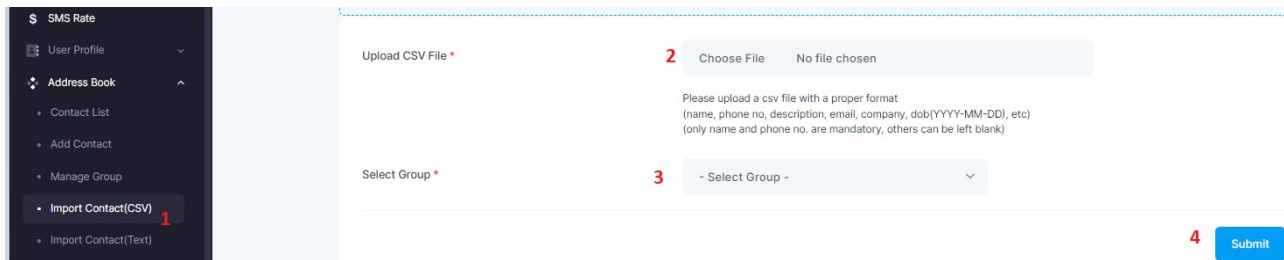 $ SMS Rate
User Profile
Address Book
• Contact List
• Add Contact
• Manage Group
• Import Contact(CSV)
1
• Import Contact(Text)
Upload CSV File *
2
Choose File No file chosen
Please upload a csv file with a proper format
(name, phone no, description, email, company, dob(YYYY-MM-DD), etc)
(only name and phone no. are mandatory, others can be left blank)
Select Group *
3
- Select Group -
4
Submit